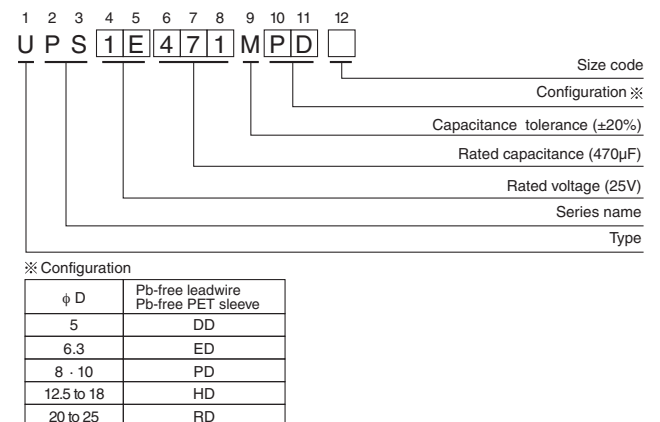 1 2 3 4 5 6 7 8 9 10 11 12
U P S 1 E 4 7 1 M P D
Size code
Configuration ※
Capacitance tolerance (±20%)
Rated capacitance (470µF)
Rated voltage (25V)
Series name
Type
※ Configuration
ϕ D Pb-free leadwire
Pb-free PET sleeve
5 DD
6.3 ED
8 · 10 PD
12.5 to 18 HD
20 to 25 RD